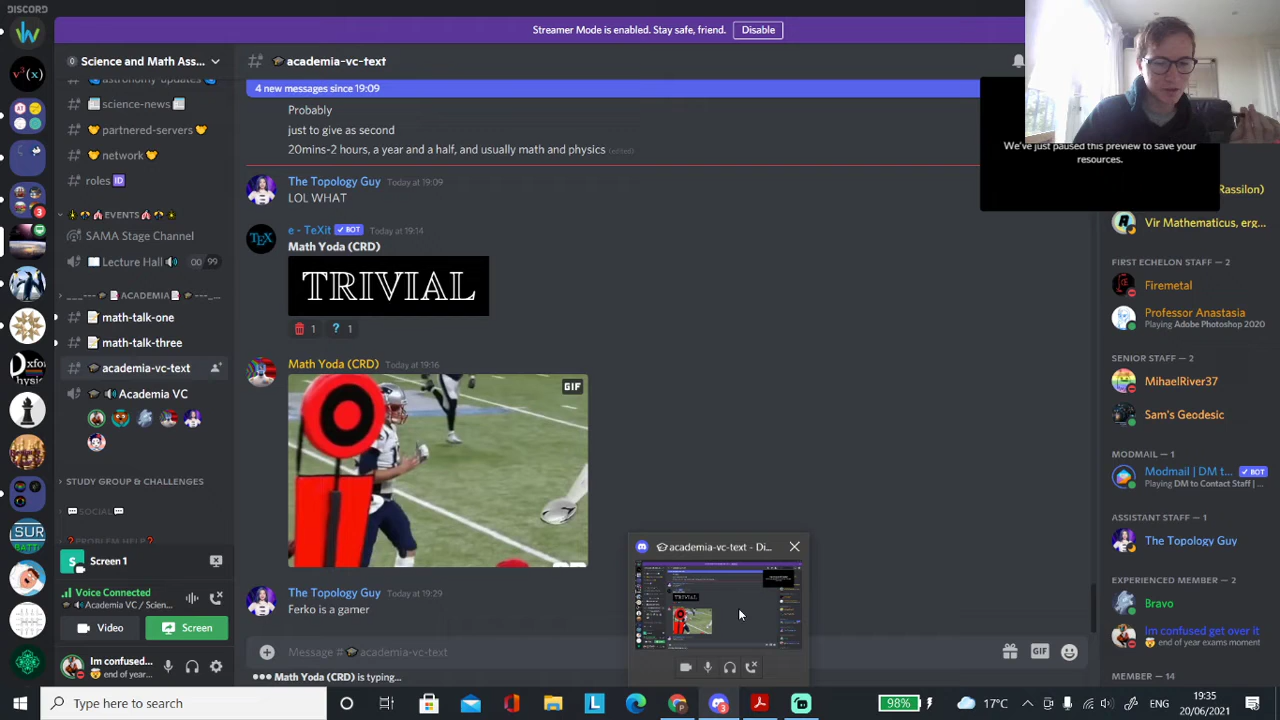 DISCORD
Streamer Mode is enabled. Stay safe, friend.
Disable
Science and Math Ass...
academia-vc-text
astronomy-updates
science-news
partnered-servers
network
roles
EVENTS
SAMA Stage Channel
Lecture Hall
00 99
ACADEMIA
math-talk-one
math-talk-three
academia-vc-text
Academia VC
STUDY GROUP & CHALLENGES
SOCIAL
PROBLEM HELP
Screen 1
Voice Connected
Academia VC / Scien...
Video
Screen
Im confused...
end of year...
4 new messages since 19:09
Probably
just to give as second
20mins-2 hours, a year and a half, and usually math and physics (edited)
The Topology Guy Today at 19:09
LOL WHAT
TEX
e - TeXit BOT Today at 19:14
Math Yoda (CRD)
TRIVIAL
1
? 1
Math Yoda (CRD) Today at 19:16
GIF
The Topology Guy Today at 19:29
Ferko is a gamer
Message #academia-vc-text
GIF
Math Yoda (CRD) is typing...
academia-vc-text - Di...
TRIVIAL
We've just paused this preview to save your
resources.
Rassilon)
Vir Mathematicus, erg...
FIRST ECHELON STAFF — 2
Firemetal
Professor Anastasia
Playing Adobe Photoshop 2020
SENIOR STAFF — 2
MihaelRiver37
Sam's Geodesic
MODMAIL — 1
Modmail | DM t... BOT
Playing DM to Contact Staff | ...
ASSISTANT STAFF — 1
The Topology Guy
EXPERIENCED MEMBER — 2
Bravo
Im confused get over it
end of year exams moment
MEMBER — 14
Type here to search
98%
17°C
ENG
19:35
20/06/2021